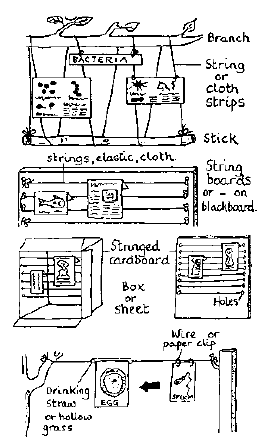 Branch
BACTERIA
String
or
cloth
strips
Stick
strings, elastic, cloth.
String
boards
or - on
blackboard.
Stringed
cardboard
Box
or
sheet
Holes
Wire or
paper clip
Drinking
straw
or hollow
grass
EGG